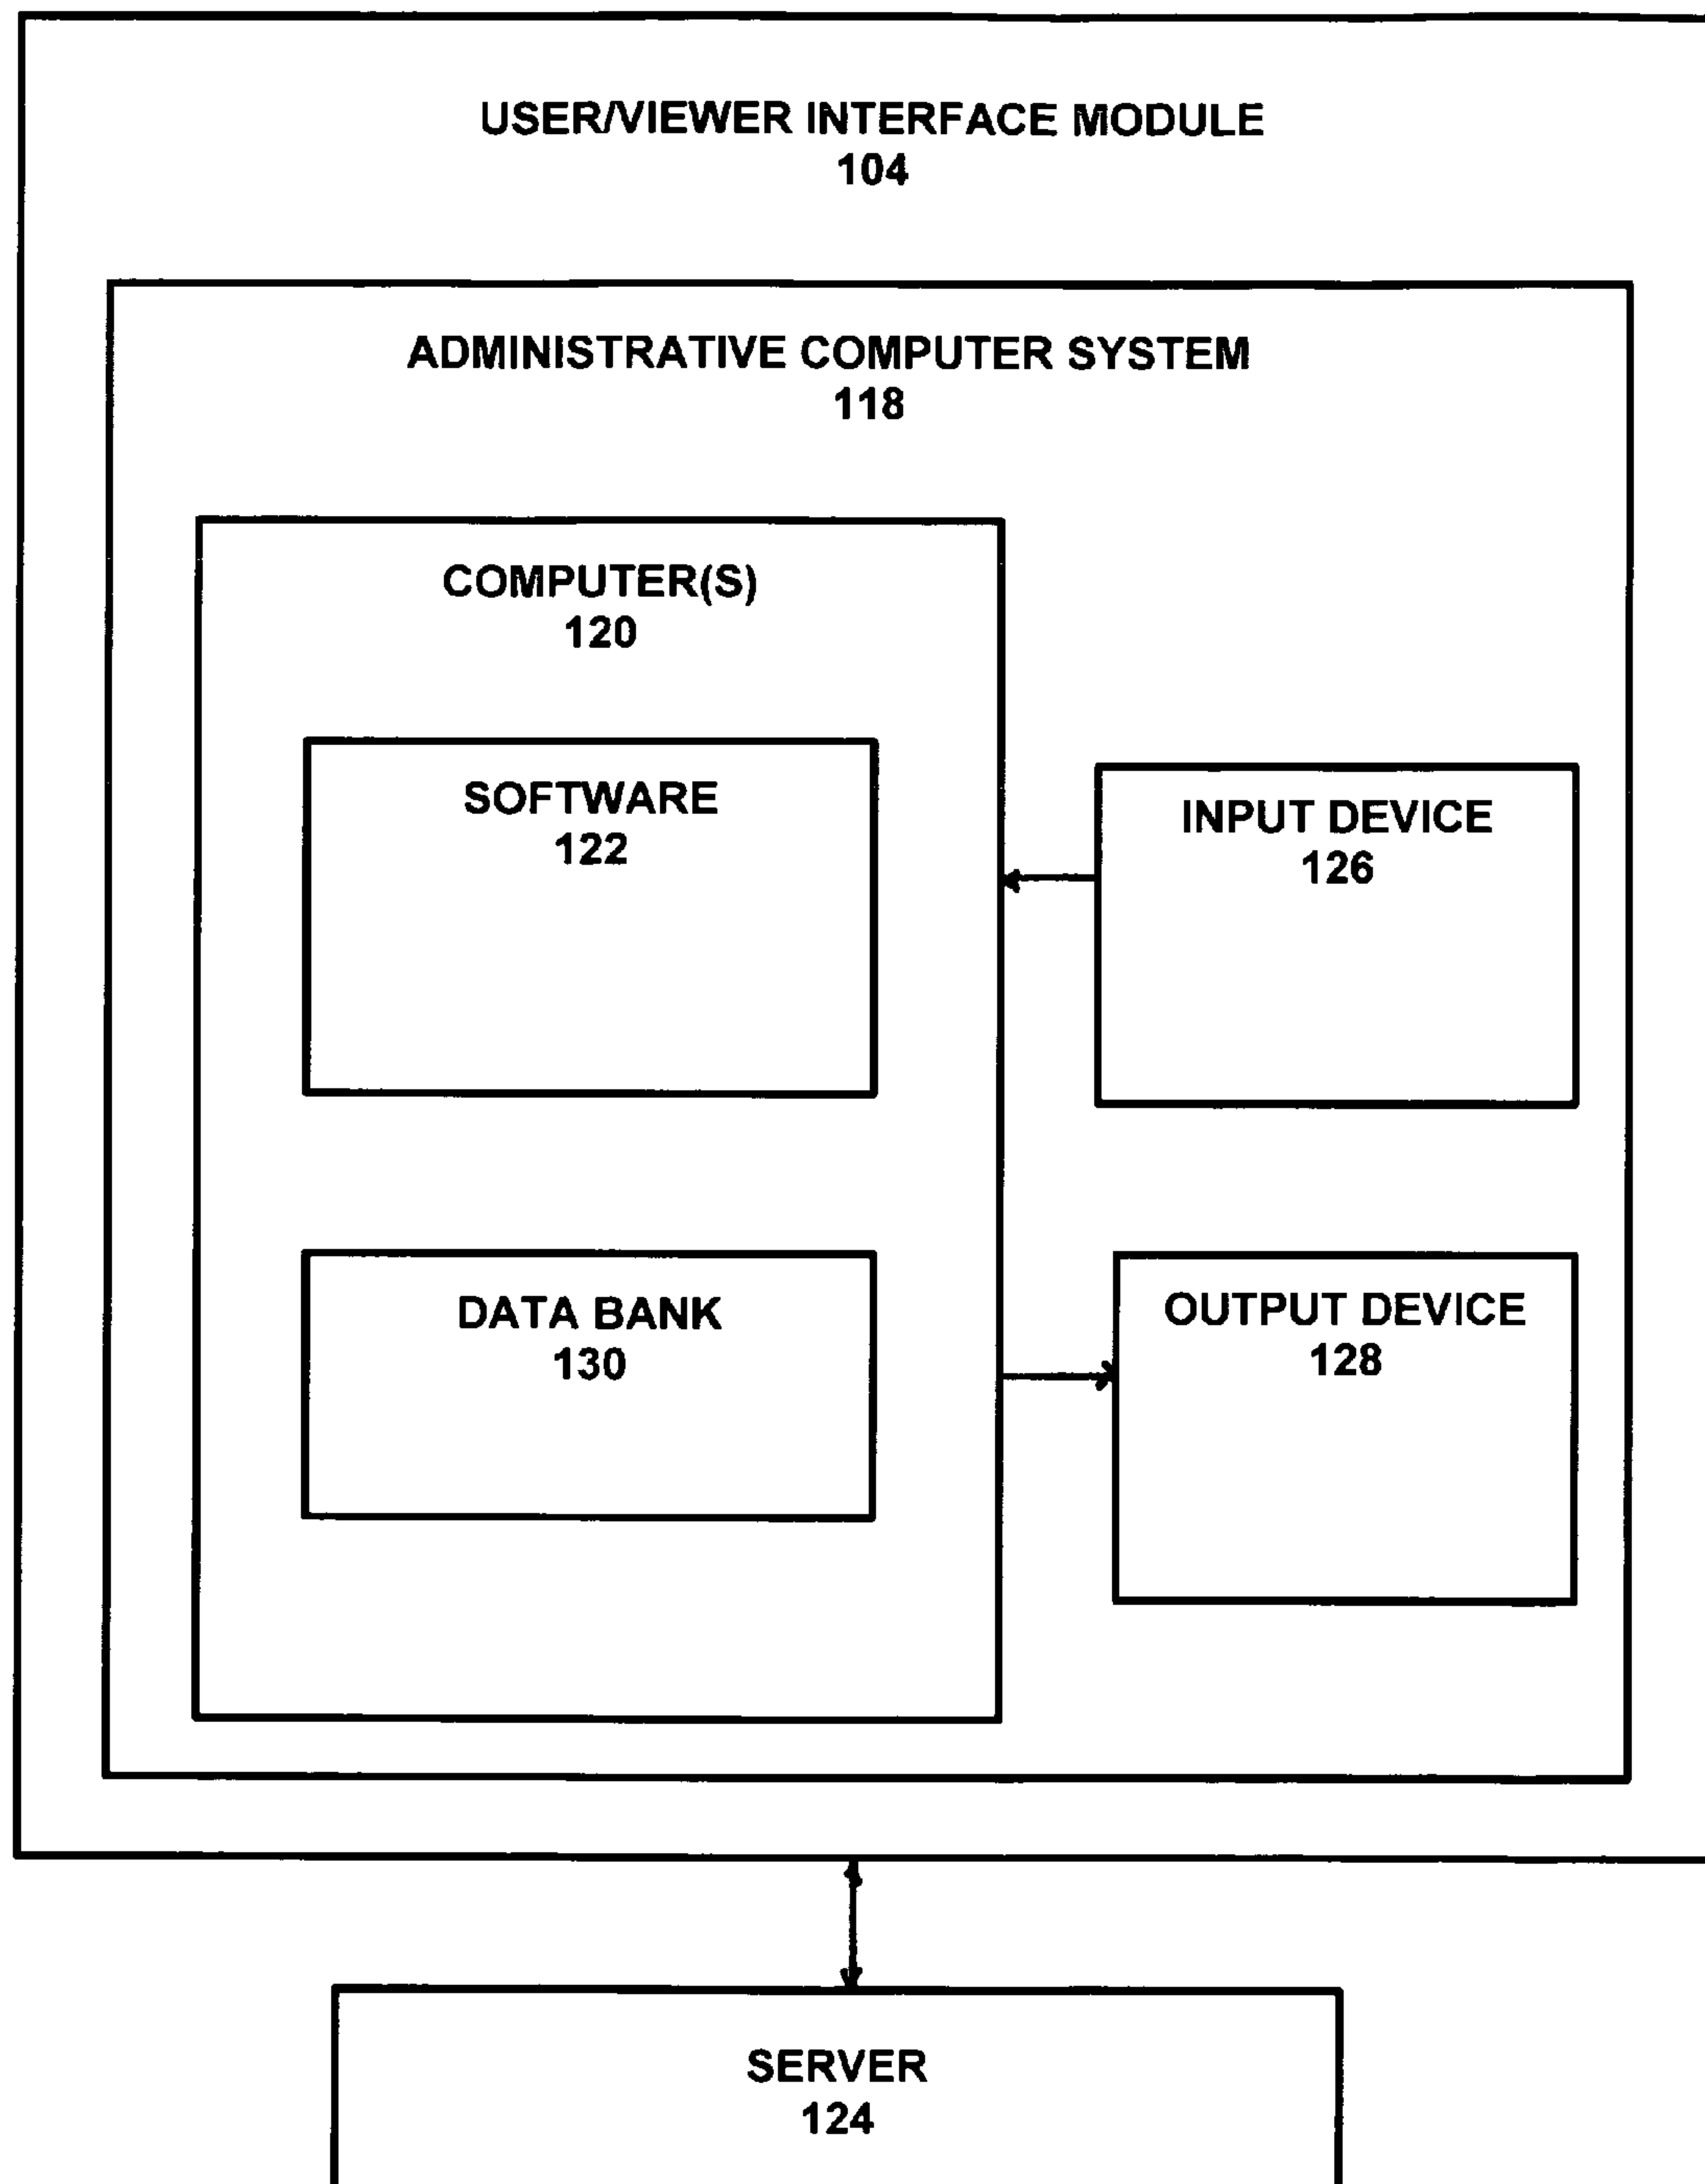 USER/VIEWER INTERFACE MODULE
104
ADMINISTRATIVE COMPUTER SYSTEM
118
COMPUTER(S)
120
SOFTWARE
122
INPUT DEVICE
126
DATA BANK
130
OUTPUT DEVICE
128
SERVER
124